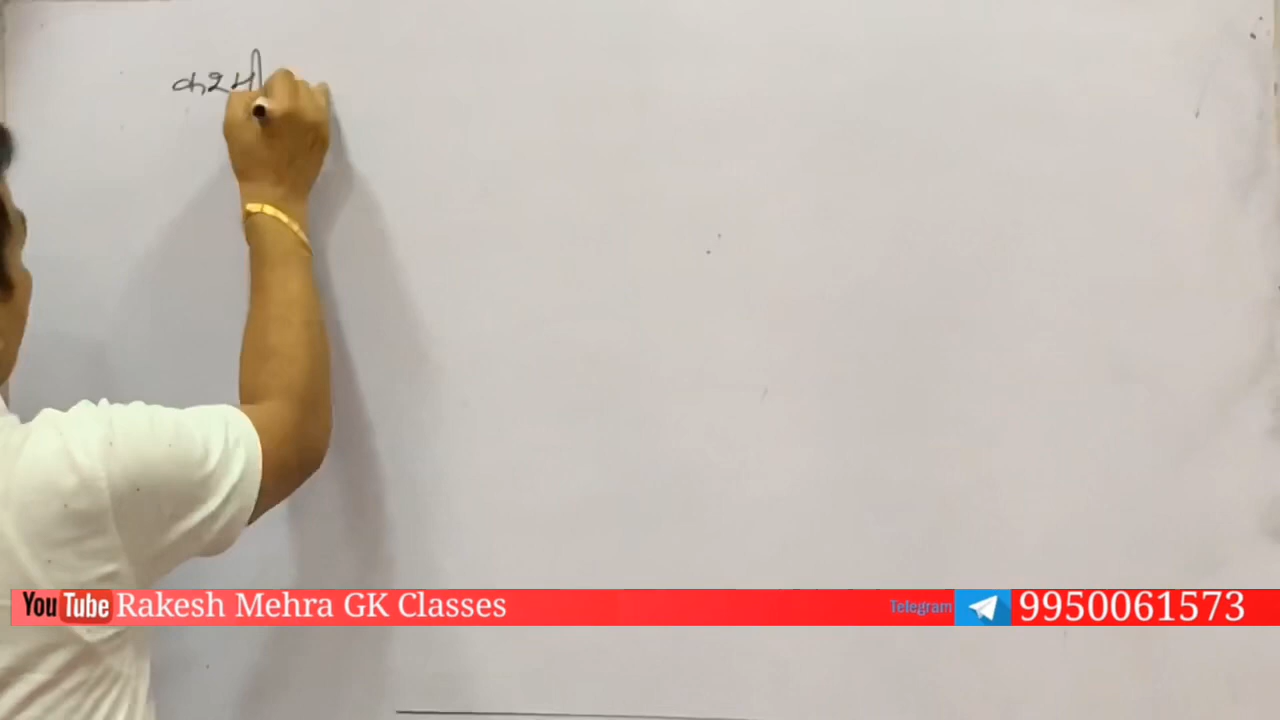 कश्मी
You Tube Rakesh Mehra GK Classes
Telegram 9950061573